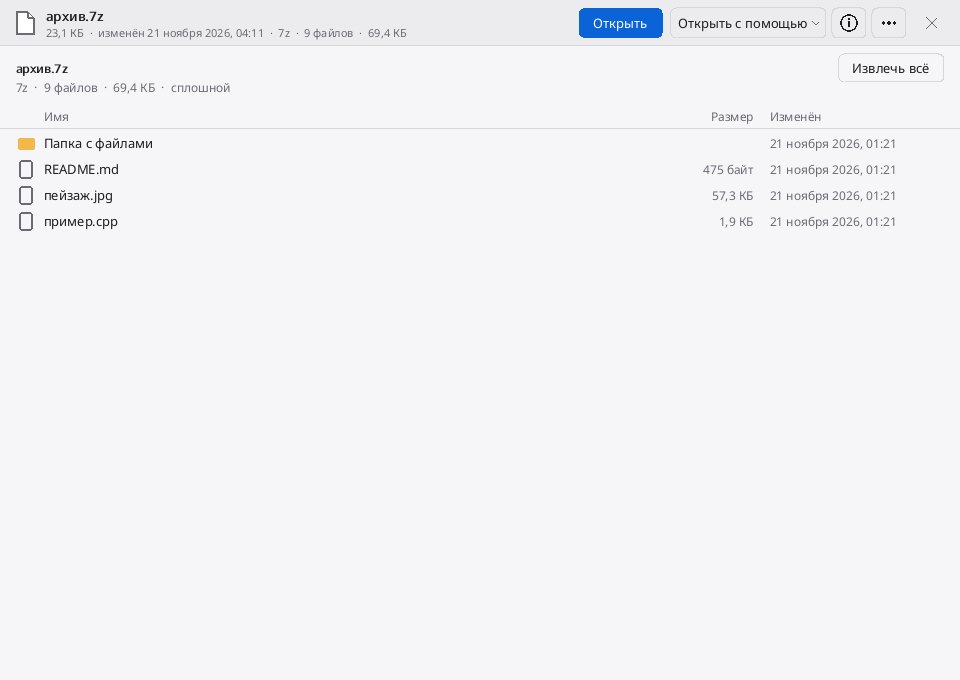 архив.7z
23,1 КБ · изменён 21 ноября 2026, 04:11 · 7z · 9 файлов · 69,4 КБ
Открыть
Открыть с помощью
архив.7z
7z · 9 файлов · 69,4 КБ · сплошной
Извлечь всё
Имя Размер Изменён
Папка с файлами 21 ноября 2026, 01:21
README.md 475 байт 21 ноября 2026, 01:21
пейзаж.jpg 57,3 КБ 21 ноября 2026, 01:21
пример.cpp 1,9 КБ 21 ноября 2026, 01:21